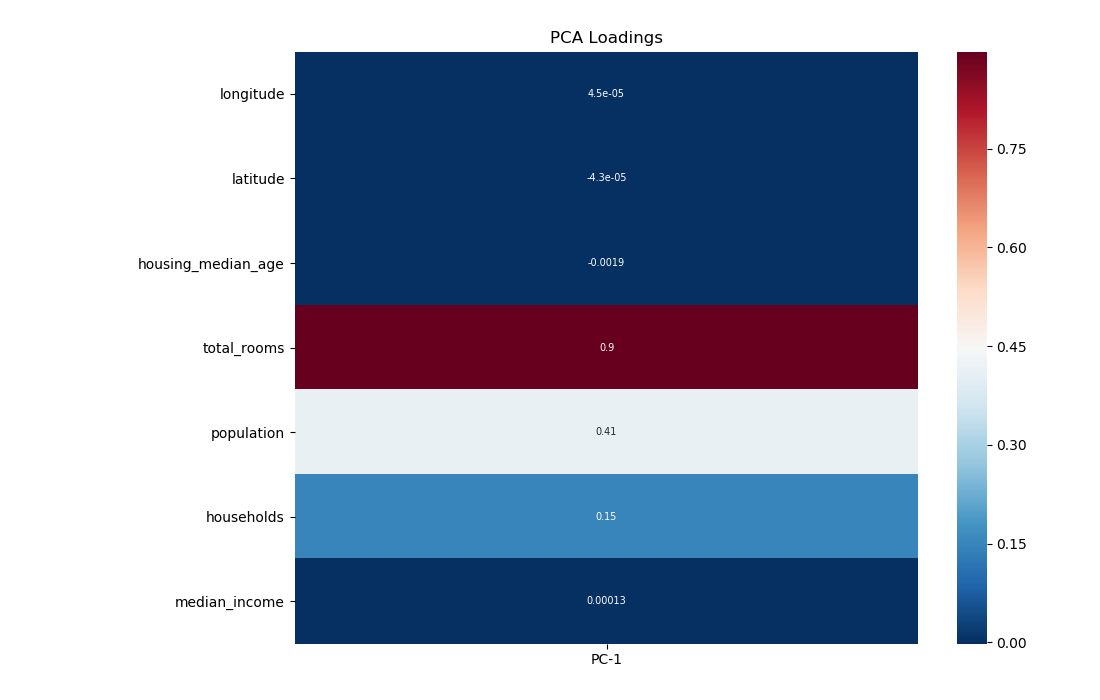 PCA Loadings
longitude
4.5e-05
latitude
-4.3e-05
housing_median_age
-0.0019
total_rooms
0.9
population
0.41
households
0.15
median_income
0.00013
PC-1
0.75
0.60
0.45
0.30
0.15
0.00